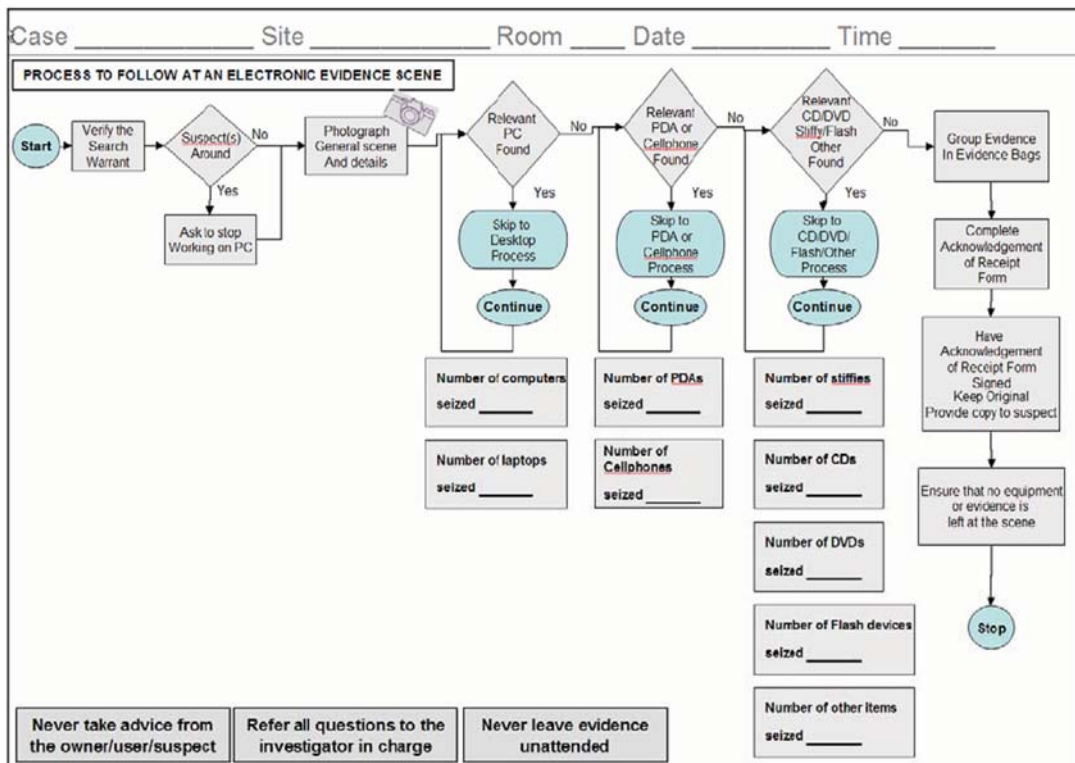 Case ____________ Site ____________ Room ____ Date __________ Time _______
PROCESS TO FOLLOW AT AN ELECTRONIC EVIDENCE SCENE
Start
Verify the
Search
Warrant
Suspect(s)
Around
No
Yes
Ask to stop
Working on PC
Photograph
General scene
And details
Relevant
PC
Found
No
Yes
Skip to
Desktop
Process
Continue
Number of computers
seized ______
Number of laptops
seized ______
Relevant
PDA or
Cellphone
Found
No
Yes
Skip to
PDA or
Cellphone
Process
Continue
Number of PDAs
seized ______
Number of
Cellphones
seized ______
Relevant
CD/DVD
Stiffy/Flash
Other
Found
No
Yes
Skip to
CD/DVD/
Flash/Other
Process
Continue
Number of stiffies
seized ______
Number of CDs
seized ______
Number of DVDs
seized ______
Number of Flash devices
seized ______
Number of other items
seized ______
Group Evidence
In Evidence Bags
Complete
Acknowledgement
of Receipt
Form
Have
Acknowledgement
of Receipt Form
Signed
Keep Original
Provide copy to suspect
Ensure that no equipment
or evidence is
left at the scene
Stop
Never take advice from
the owner/user/suspect
Refer all questions to the
investigator in charge
Never leave evidence
unattended